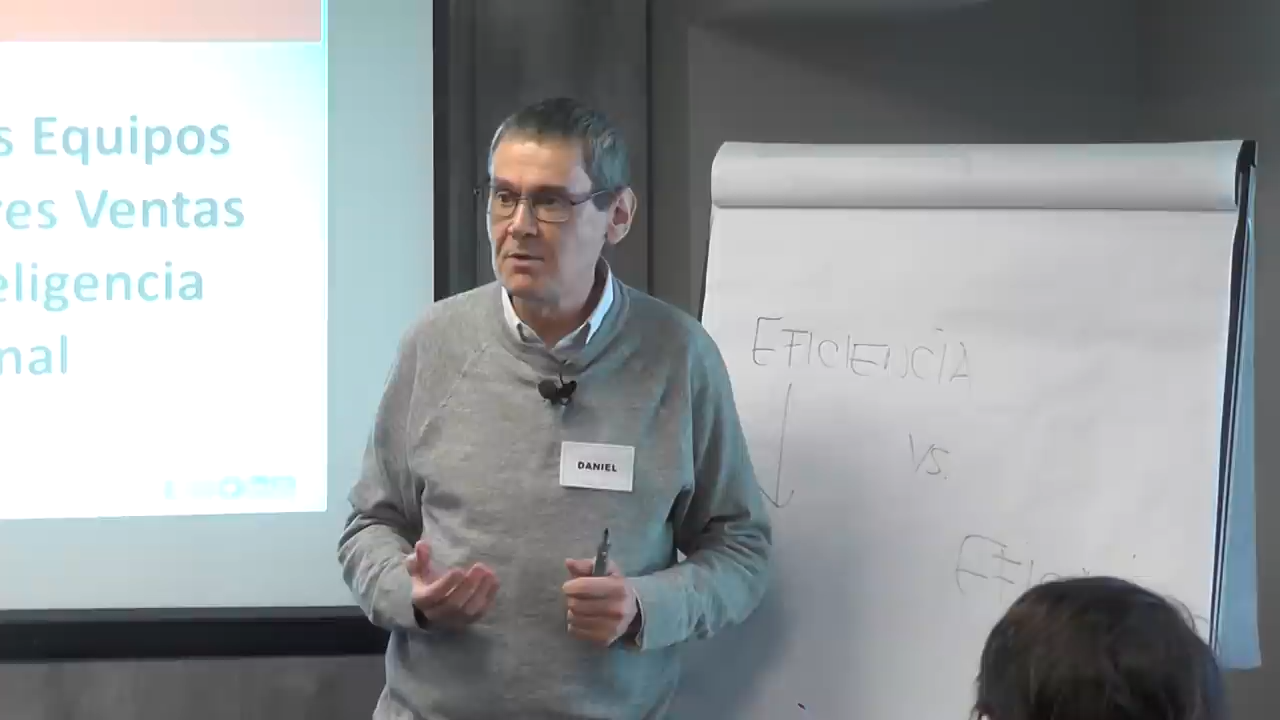 s Equipos
res Ventas
eligencia
nal
DANIEL
EFICIENCIA
VS.